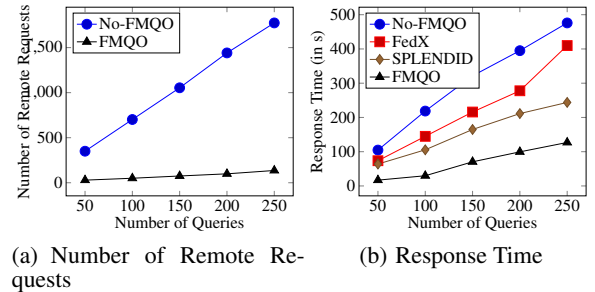 No-FMQO
FMQO
Number of Remote Requests
,500
,000
500
0
50 100 150 200 250
Number of Queries
(a) Number of Remote Re-
quests
No-FMQO
FedX
SPLENDID
FMQO
Response Time (in s)
500
400
300
200
100
0
50 100 150 200 250
Number of Queries
(b) Response Time